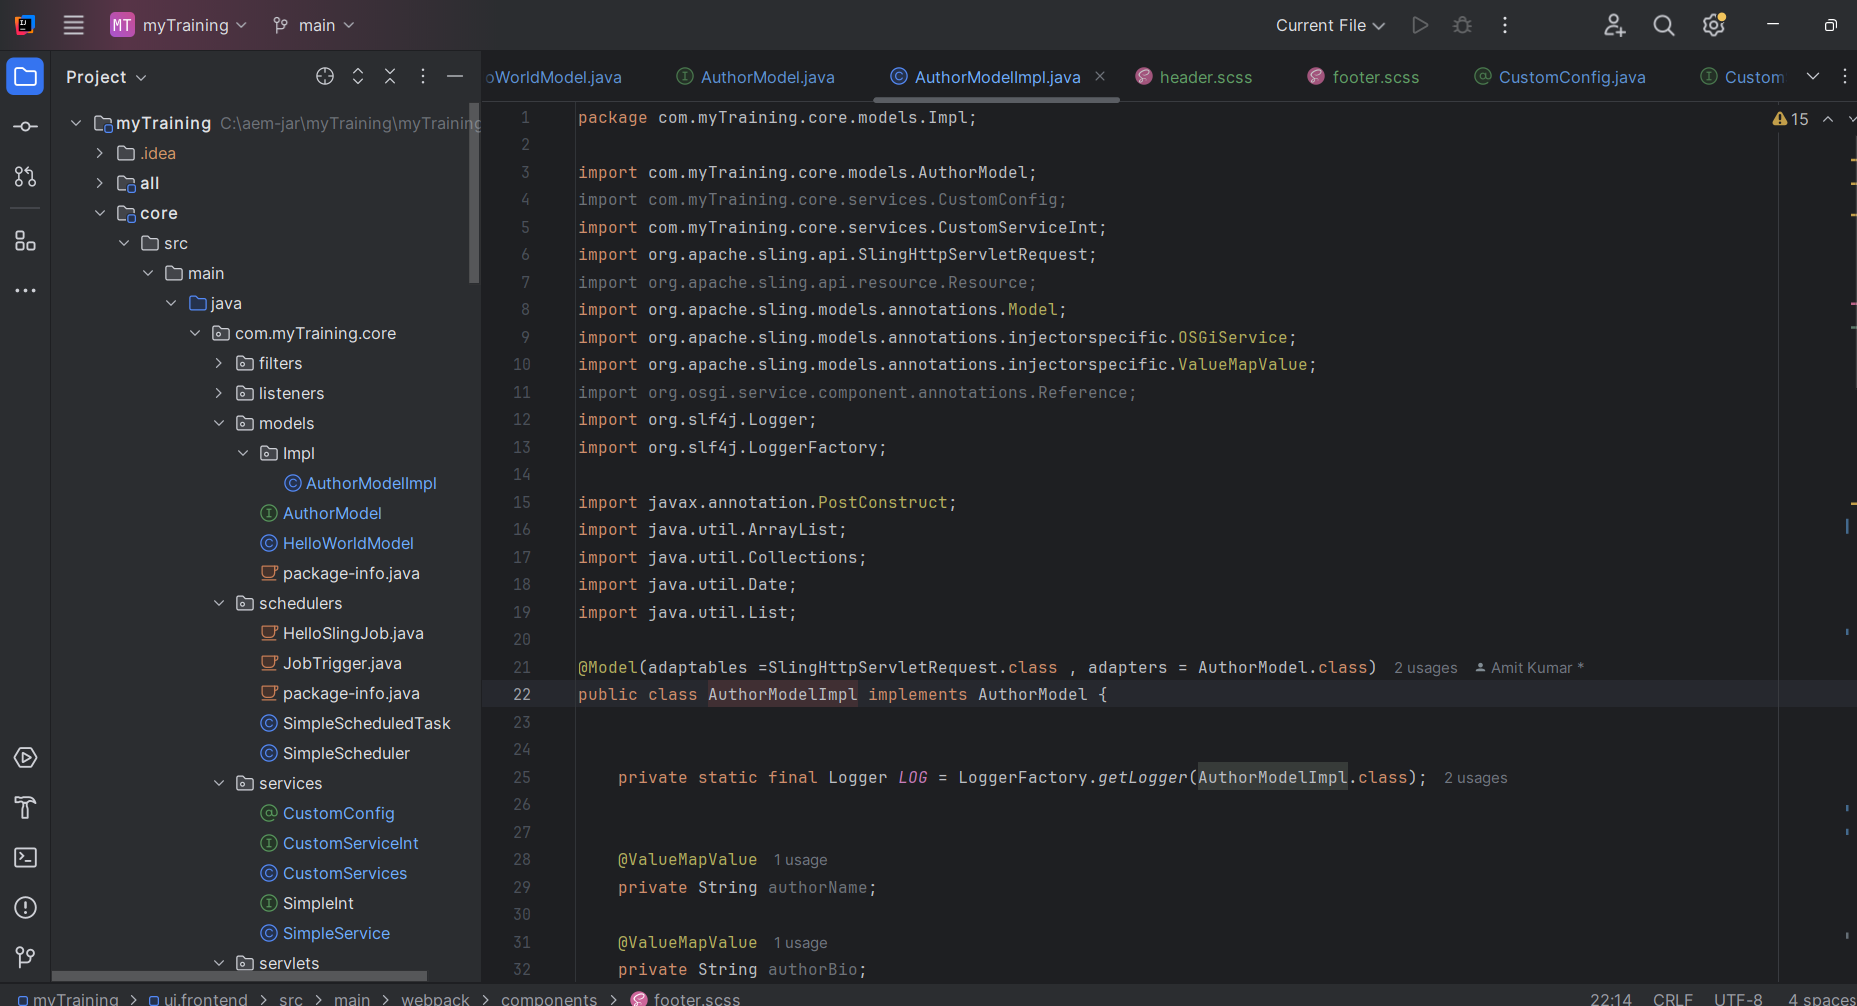 MT myTraining main Current File
Project
oWorldModel.java AuthorModel.java AuthorModelImpl.java header.scss footer.scss CustomConfig.java Custom
myTraining C:\aem-jar\myTraining\myTraining
.idea
all
core
src
main
java
com.myTraining.core
filters
listeners
models
Impl
AuthorModelImpl
AuthorModel
HelloWorldModel
package-info.java
schedulers
HelloSlingJob.java
JobTrigger.java
package-info.java
SimpleScheduledTask
SimpleScheduler
services
CustomConfig
CustomServiceInt
CustomServices
SimpleInt
SimpleService
servlets
15
1 package com.myTraining.core.models.Impl;
2
3 import com.myTraining.core.models.AuthorModel;
4 import com.myTraining.core.services.CustomConfig;
5 import com.myTraining.core.services.CustomServiceInt;
6 import org.apache.sling.api.SlingHttpServletRequest;
7 import org.apache.sling.api.resource.Resource;
8 import org.apache.sling.models.annotations.Model;
9 import org.apache.sling.models.annotations.injectorspecific.OSGiService;
10 import org.apache.sling.models.annotations.injectorspecific.ValueMapValue;
11 import org.osgi.service.component.annotations.Reference;
12 import org.slf4j.Logger;
13 import org.slf4j.LoggerFactory;
14
15 import javax.annotation.PostConstruct;
16 import java.util.ArrayList;
17 import java.util.Collections;
18 import java.util.Date;
19 import java.util.List;
20
21 @Model(adaptables =SlingHttpServletRequest.class , adapters = AuthorModel.class) 2 usages Amit Kumar *
22 public class AuthorModelImpl implements AuthorModel {
23
24
25 private static final Logger LOG = LoggerFactory.getLogger(AuthorModelImpl.class); 2 usages
26
27
28 @ValueMapValue 1 usage
29 private String authorName;
30
31 @ValueMapValue 1 usage
32 private String authorBio;
myTraining > ui.frontend > src > main > webpack > components > footer.scss 22:14 CRLF UTF-8 4 spaces